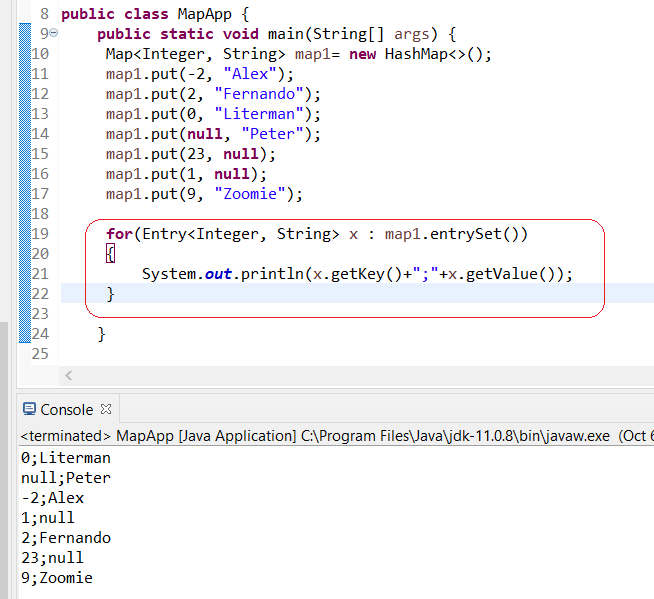 8 public class MapApp {
9 public static void main(String[] args) {
10 Map<Integer, String> map1= new HashMap<>();
11 map1.put(-2, "Alex");
12 map1.put(2, "Fernando");
13 map1.put(0, "Literman");
14 map1.put(null, "Peter");
15 map1.put(23, null);
16 map1.put(1, null);
17 map1.put(9, "Zoomie");
18
19 for(Entry<Integer, String> x : map1.entrySet())
20 {
21 System.out.println(x.getKey()+";"+x.getValue());
22 }
23
24 }
25
Console
<terminated> MapApp [Java Application] C:\Program Files\Java\jdk-11.0.8\bin\javaw.exe (Oct 6
0;Literman
null;Peter
-2;Alex
1;null
2;Fernando
23;null
9;Zoomie